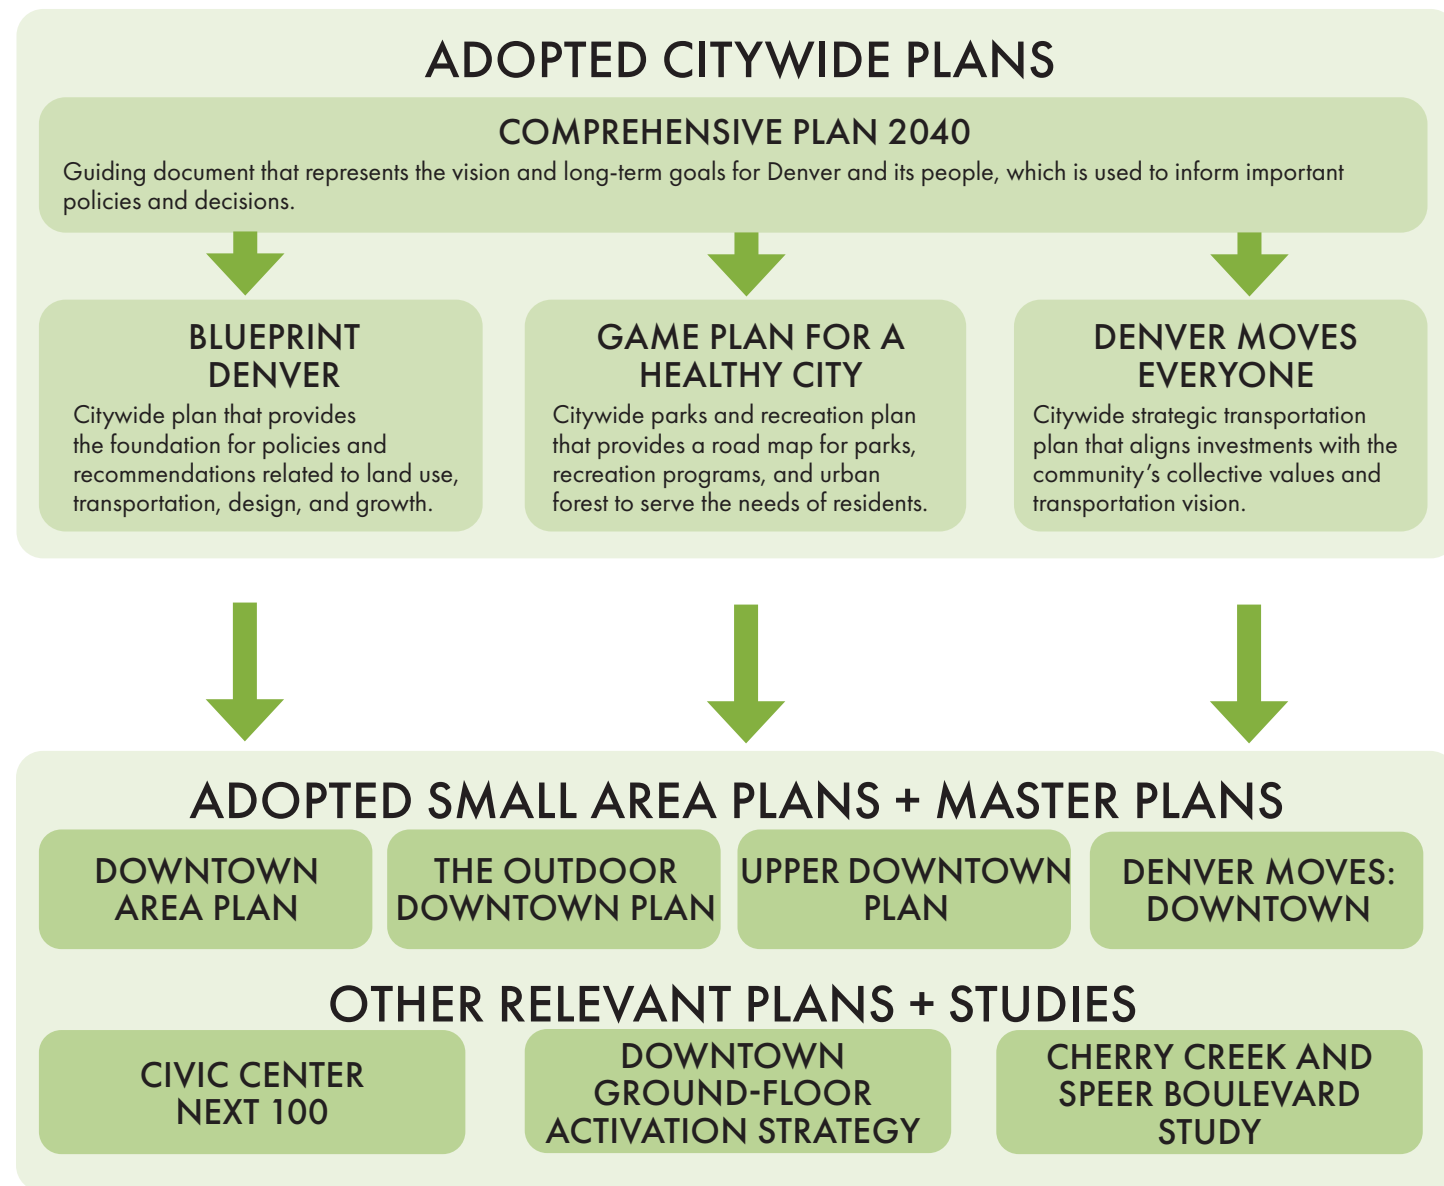 ADOPTED CITYWIDE PLANS
COMPREHENSIVE PLAN 2040
Guiding document that represents the vision and long-term goals for Denver and its people, which is used to inform important
policies and decisions.
BLUEPRINT
DENVER
Citywide plan that provides
the foundation for policies and
recommendations related to land use,
transportation, design, and growth.
GAME PLAN FOR A
HEALTHY CITY
Citywide parks and recreation plan
that provides a road map for parks,
recreation programs, and urban
forest to serve the needs of residents.
DENVER MOVES
EVERYONE
Citywide strategic transportation
plan that aligns investments with the
community’s collective values and
transportation vision.
ADOPTED SMALL AREA PLANS + MASTER PLANS
DOWNTOWN
AREA PLAN
THE OUTDOOR
DOWNTOWN PLAN
UPPER DOWNTOWN
PLAN
DENVER MOVES:
DOWNTOWN
OTHER RELEVANT PLANS + STUDIES
CIVIC CENTER
NEXT 100
DOWNTOWN
GROUND-FLOOR
ACTIVATION STRATEGY
CHERRY CREEK AND
SPEER BOULEVARD
STUDY